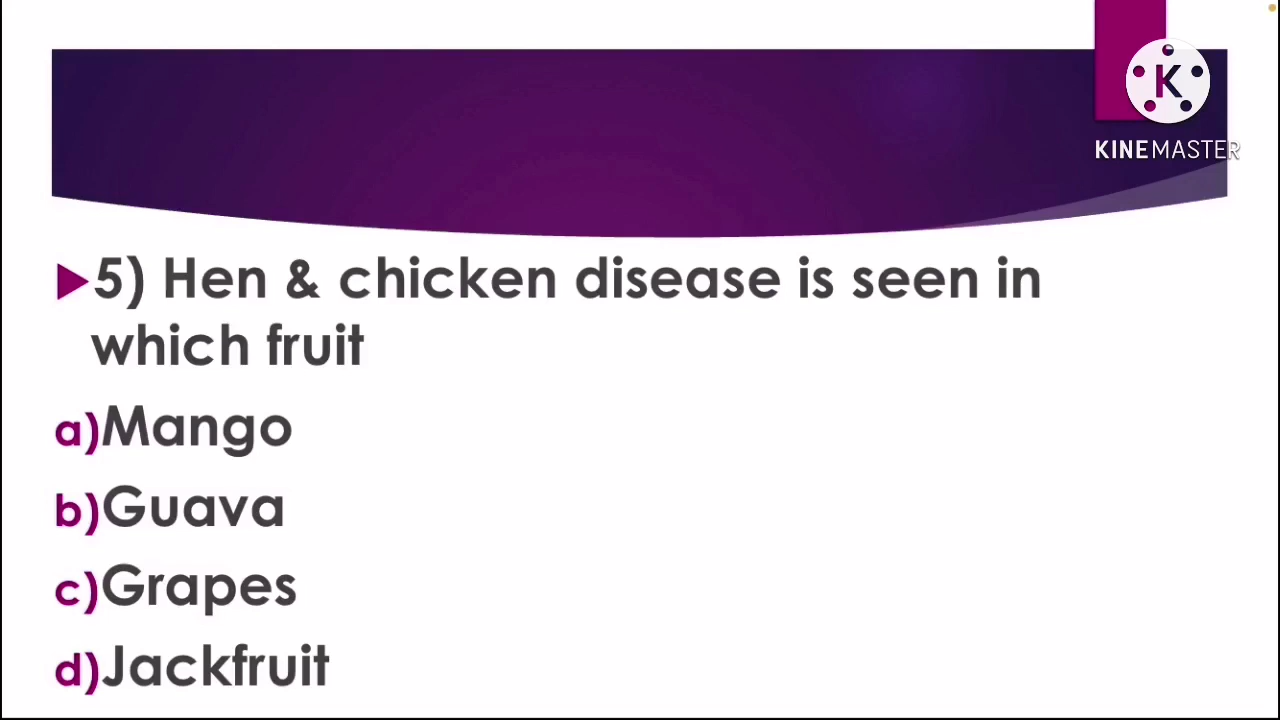 K
KINEMASTER
5) Hen & chicken disease is seen in
which fruit
a)Mango
b)Guava
c)Grapes
d)Jackfruit